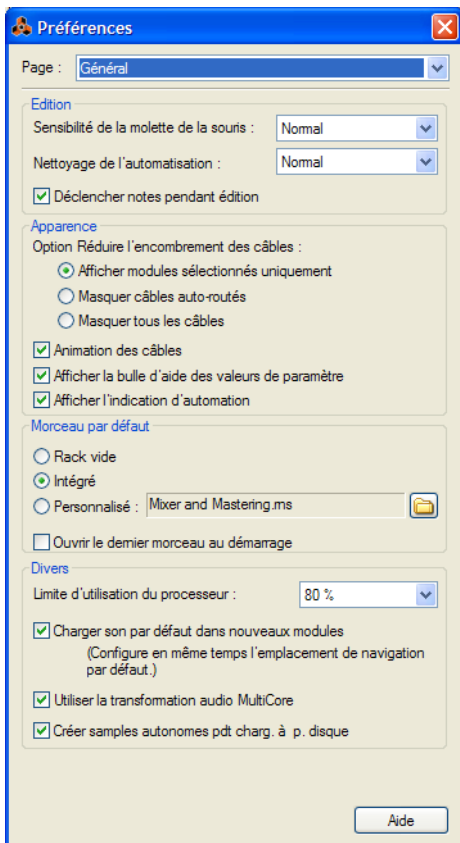 Préférences
Page : Général
Edition
Sensibilité de la molette de la souris : Normal
Nettoyage de l'automatisation : Normal
Déclencher notes pendant édition
Apparence
Option Réduire l'encombrement des câbles :
Afficher modules sélectionnés uniquement
Masquer câbles auto-routés
Masquer tous les câbles
Animation des câbles
Afficher la bulle d'aide des valeurs de paramètre
Afficher l'indication d'automation
Morceau par défaut
Rack vide
Intégré
Personnalisé : Mixer and Mastering.rns
Ouvrir le dernier morceau au démarrage
Divers
Limite d'utilisation du processeur : 80 %
Charger son par défaut dans nouveaux modules
(Configure en même temps l'emplacement de navigation
par défaut.)
Utiliser la transformation audio MultiCore
Créer samples autonomes pdt charg. à p. disque
Aide